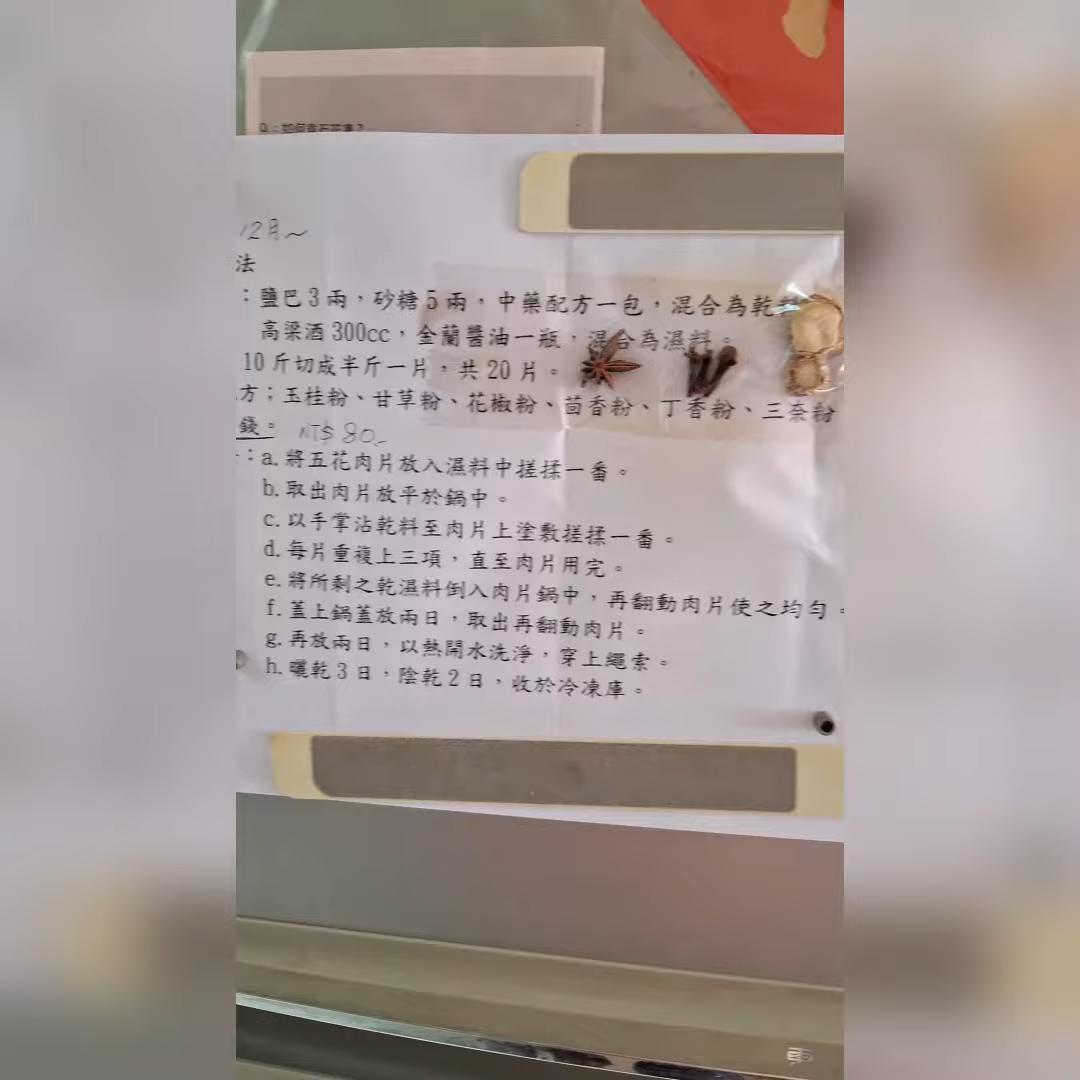 9：如何煮石花凍？
12月～
法
：鹽巴3兩，砂糖5兩，中藥配方一包，混合為乾料
高梁酒300cc，金蘭醬油一瓶，混合為濕料。
10斤切成半斤一片，共20片。
方；玉桂粉、甘草粉、花椒粉、茴香粉、丁香粉、三奈粉
錢。 NT$ 80.-
：a.將五花肉片放入濕料中搓揉一番。
b.取出肉片放平於鍋中。
c.以手掌沾乾料至肉片上塗敷搓揉一番。
d.每片重複上三項，直至肉片用完。
e.將所剩之乾濕料倒入肉片鍋中，再翻動肉片使之均勻。
f.蓋上鍋蓋放兩日，取出再翻動肉片。
g.再放兩日，以熱開水洗淨，穿上繩索。
h.曬乾3日，陰乾2日，收於冷凍庫。